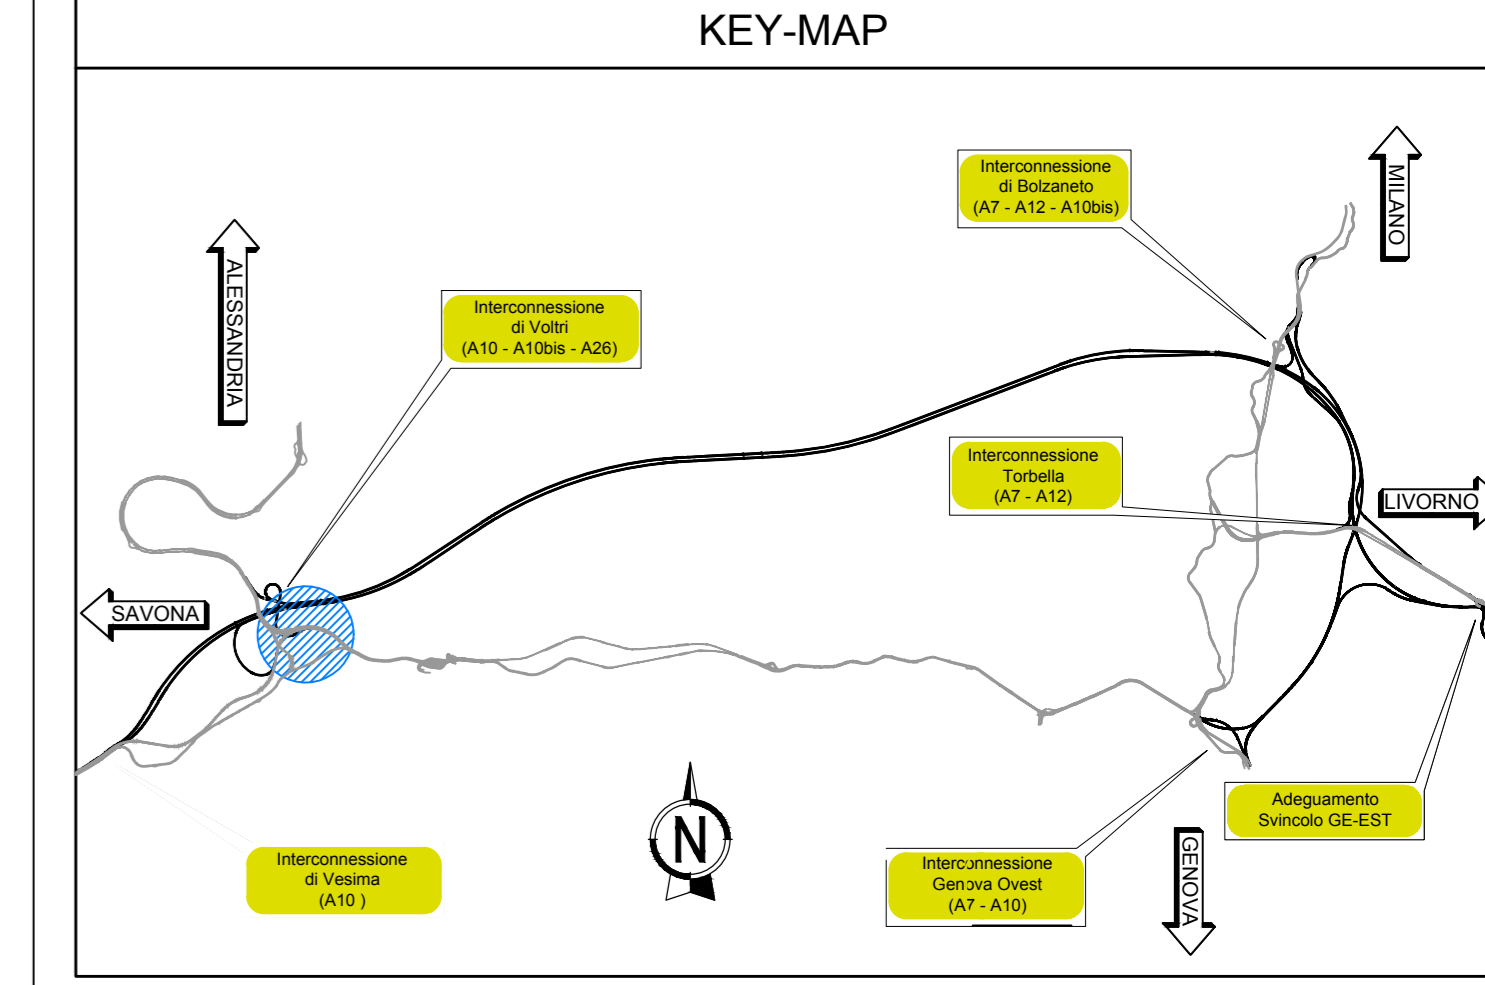 KEY-MAP
Interconnessione
di Bolzaneto
(A7 - A12 - A10bis)
MILANO
ALESSANDRIA
Interconnessione
di Voltri
(A10 - A10bis - A26)
Interconnessione
Torbella
(A7 - A12)
LIVORNO
SAVONA
Adeguamento
Svincolo GE-EST
Interconnessione
di Vesima
(A10 )
N
Interconnessione
Genova Ovest
(A7 - A10)
GENOVA